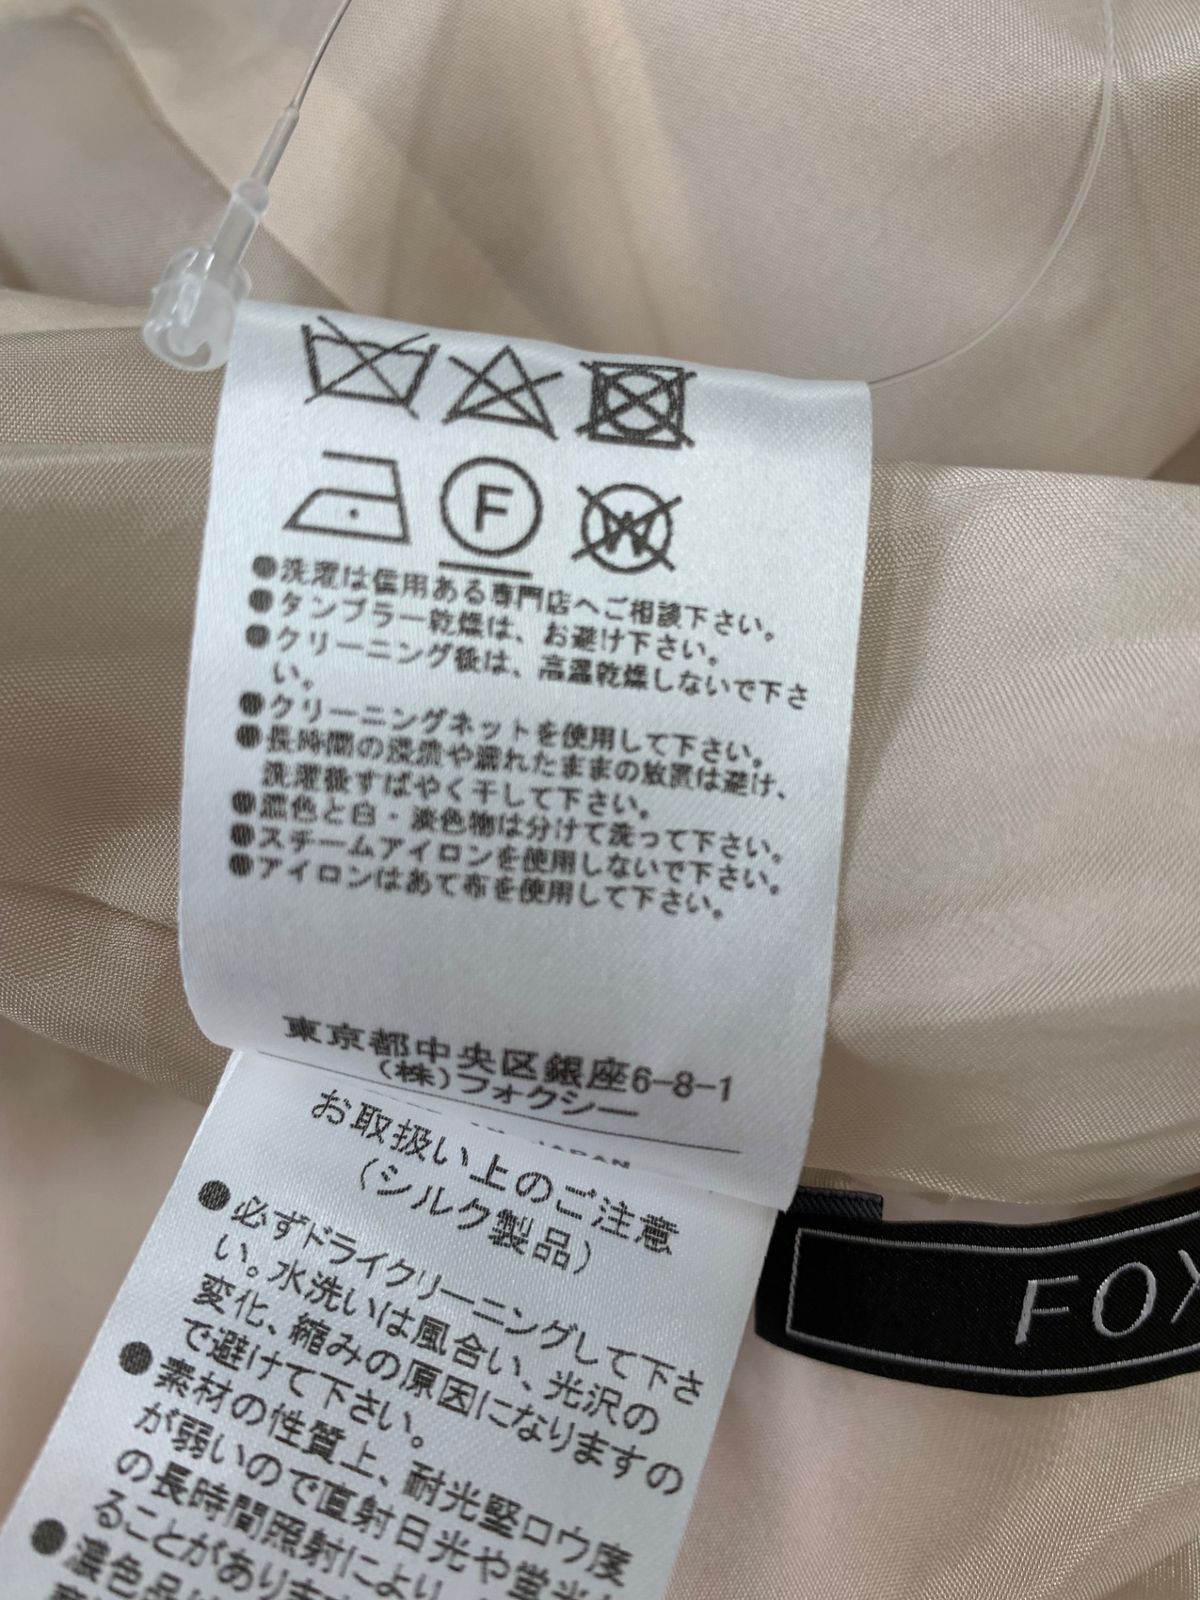 F
W
●洗濯は信用ある専門店へご相談下さい。
●タンブラー乾燥は、お避け下さい。
●クリーニング後は、高温乾燥しないで下さ
い。
●クリーニングネットを使用して下さい。
●長時間の浸漬や濡れたままの放置は避け、
洗濯後すばやく干して下さい。
●濃色と白・淡色物は分けて洗って下さい。
●スチームアイロンを使用しないで下さい。
●アイロンはあて布を使用して下さい。
東京都中央区銀座6-8-1
(株)フォクシー
JAPAN
お取扱い上のご注意
(シルク製品)
●必ずドライクリーニングして下さ
い。水洗いは風合い、光沢の
変化、縮みの原因になりますの
で避けて下さい。
●素材の性質上、耐光堅ロウ度
が弱いので直射日光や蛍光
の長時間照射により
ることがあります
●濃色品は
FOX